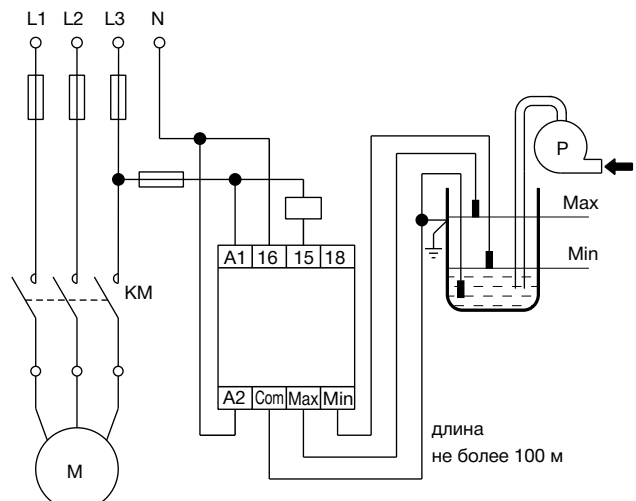 L1 L2 L3 N
P
Max
Min
A1 16 15 18
KM
A2 Com Max Min
длина
не более 100 м
M